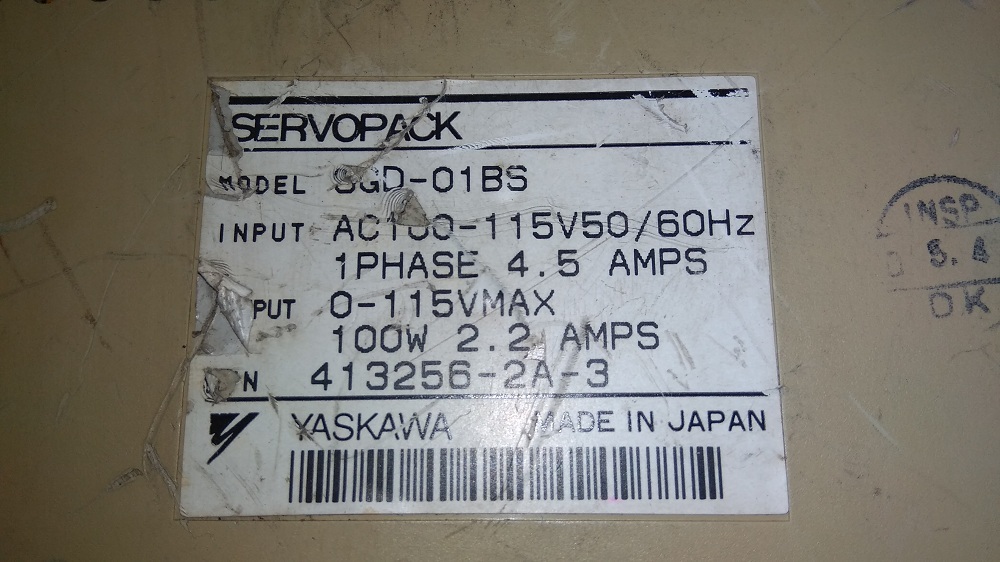 SERVOPACK
MODEL SGD-01BS
INPUT AC100-115V50/60Hz
1PHASE 4.5 AMPS
PUT 0-115VMAX
100W 2.2 AMPS
N 413256-2A-3
YASKAWA MADE IN JAPAN
INSP
OK